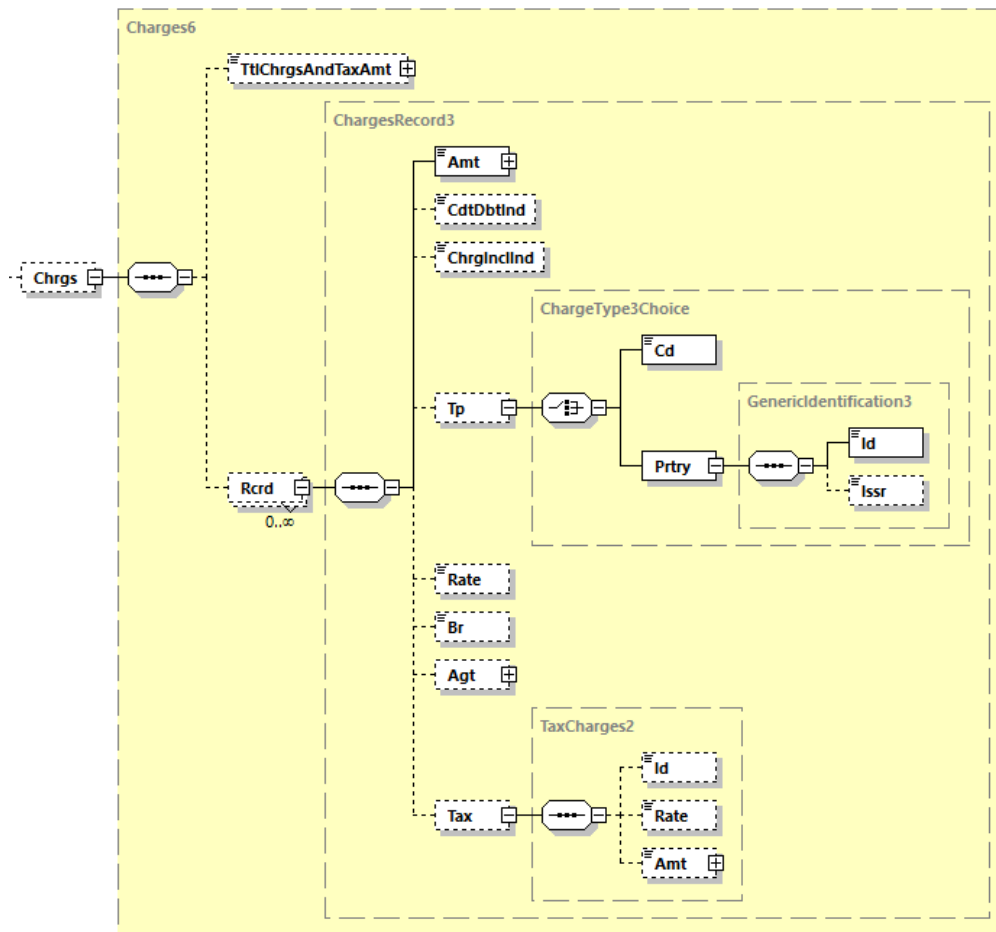 Charges6
TtlChrgsAndTaxAmt
ChargesRecord3
Amt
CdtDbtInd
ChrgInclInd
Chrgs
ChargeType3Choice
Cd
GenericIdentification3
Tp
Id
Prtry
Issr
Rcrd
0..∞
Rate
Br
Agt
TaxCharges2
Id
Tax
Rate
Amt